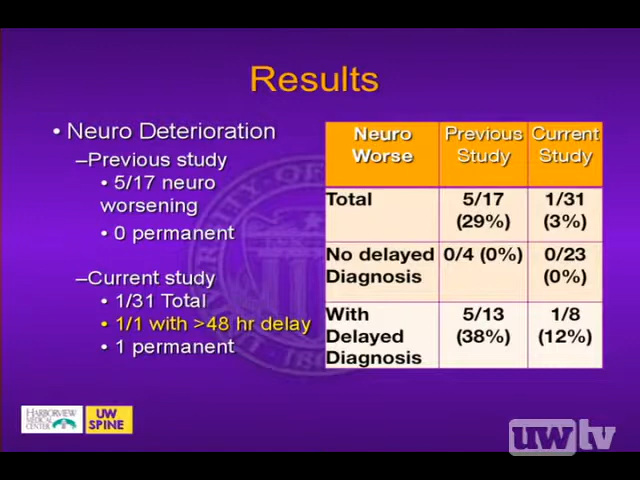 Results
• Neuro Deterioration
–Previous study
• 5/17 neuro
worsening
• 0 permanent
–Current study
• 1/31 Total
• 1/1 with >48 hr delay
• 1 permanent
Neuro Worse | Previous Study | Current Study
Total | 5/17 (29%) | 1/31 (3%)
No delayed Diagnosis | 0/4 (0%) | 0/23 (0%)
With Delayed Diagnosis | 5/13 (38%) | 1/8 (12%)
HARBORVIEW
MEDICAL
CENTER
UW
SPINE
uwtv